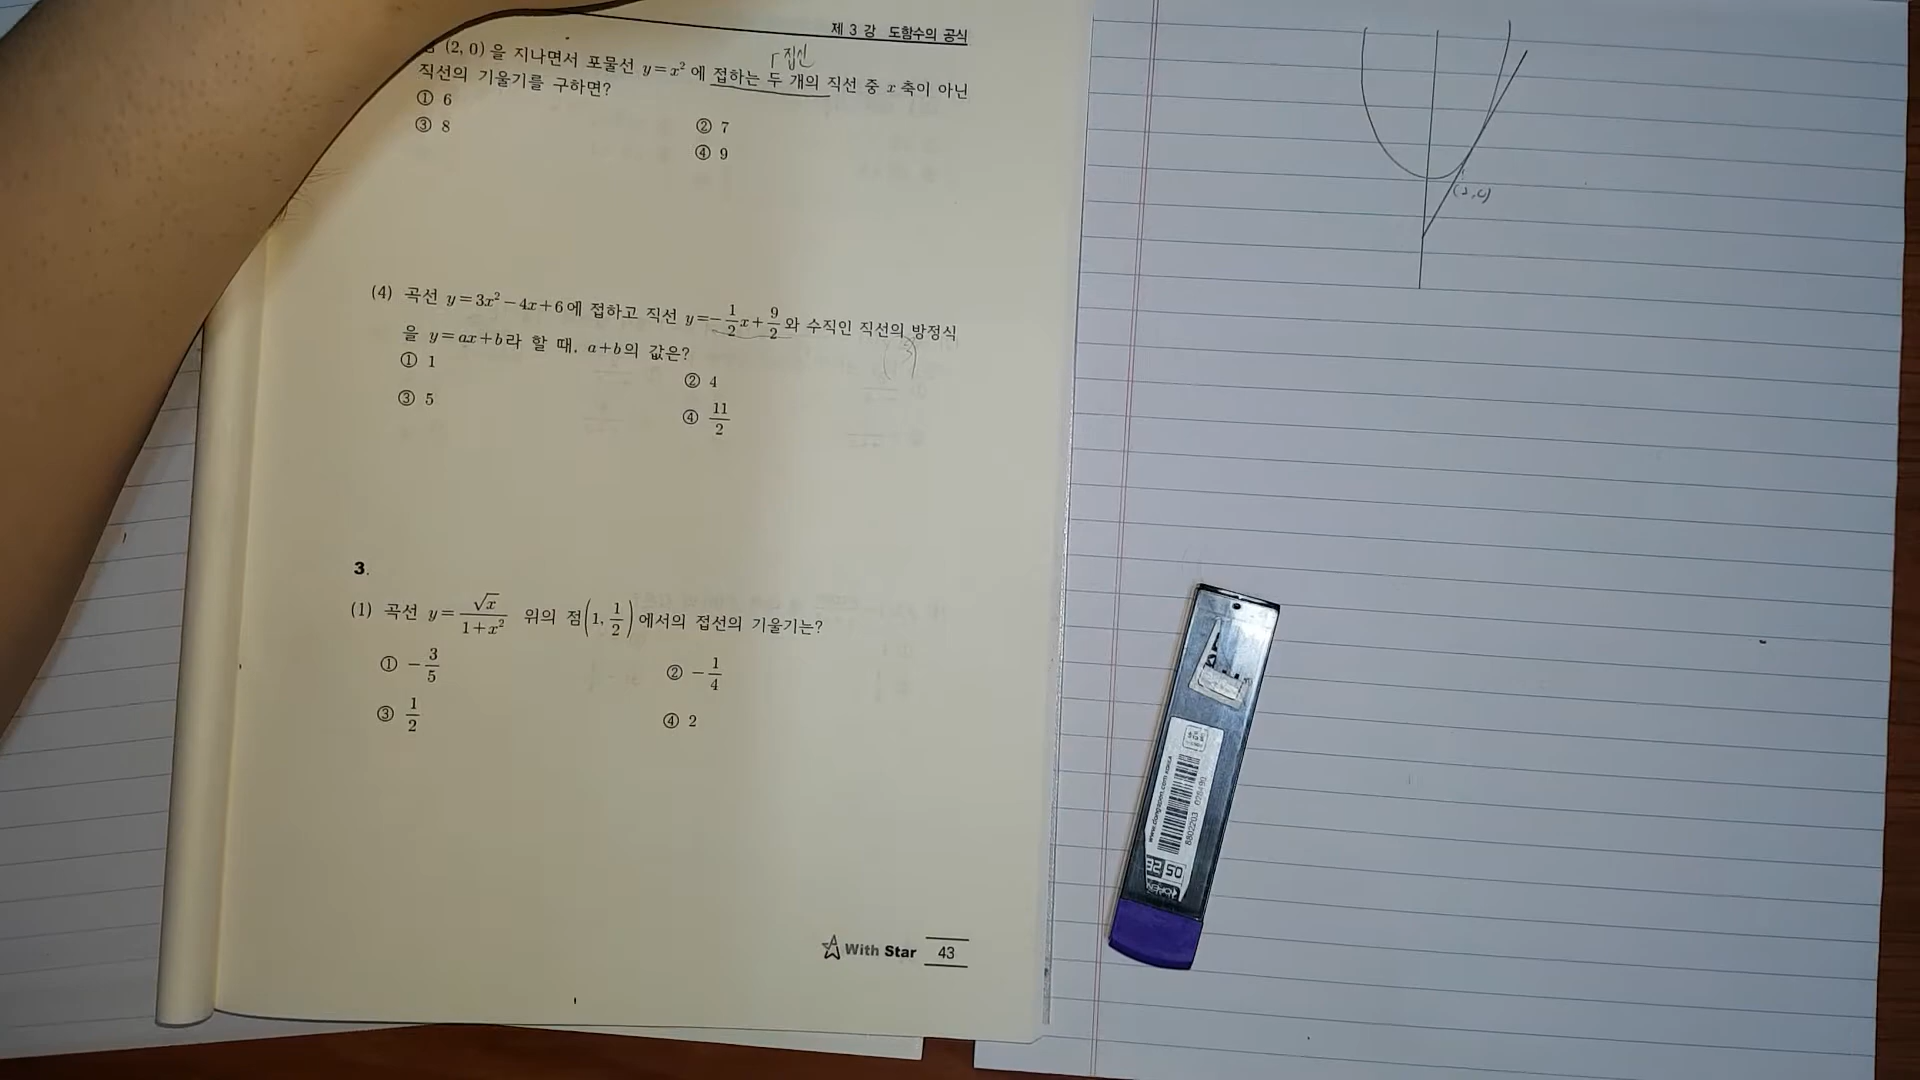 제 3 강 도함수의 공식
접선
(2, 0)을 지나면서 포물선 y=x² 에 접하는 두 개의 직선 중 x축이 아닌
직선의 기울기를 구하면?
① 6
② 7
③ 8
④ 9
(2,0)
(4) 곡선 y=3x²-4x+6에 접하고 직선 y=-1/2x+9/2와 수직인 직선의 방정식
을 y=ax+b라 할 때, a+b의 값은?
① 1
② 4
③ 5
④ 11/2
3.
(1) 곡선 y=√x/(1+x²) 위의 점(1, 1/2)에서의 접선의 기울기는?
① -3/5
② -1/4
③ 1/2
④ 2
With Star 43